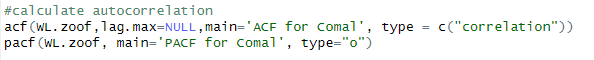 #calculate autocorrelation
acf(WL.zoof,lag.max=NULL,main='ACF for Comal', type = c("correlation"))
pacf(WL.zoof, main='PACF for Comal', type="o")